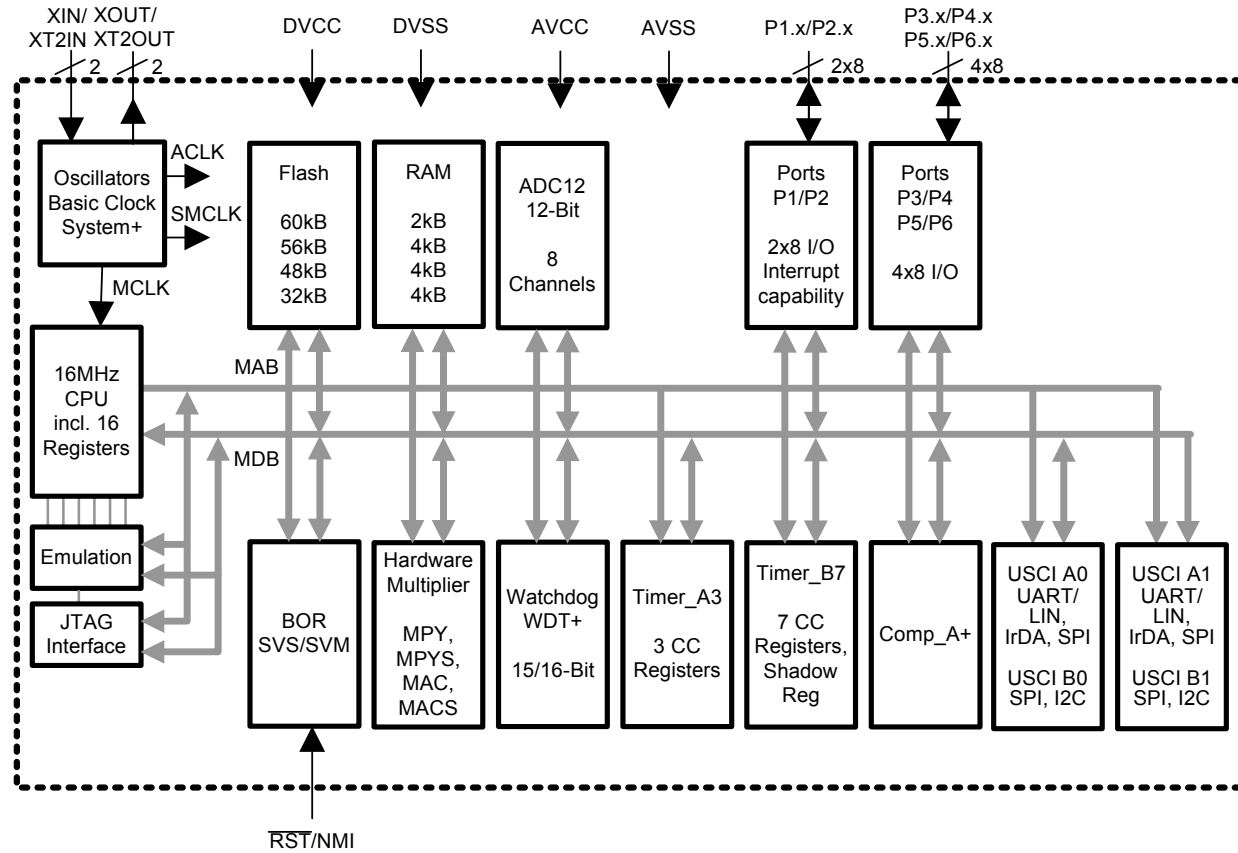 XIN/
XT2IN
XOUT/
XT2OUT
DVCC
DVSS
AVCC
AVSS
P1.x/P2.x
P3.x/P4.x
P5.x/P6.x
2
2
2x8
4x8
Oscillators
Basic Clock
System+
ACLK
SMCLK
MCLK
Flash
60kB
56kB
48kB
32kB
RAM
2kB
4kB
4kB
4kB
ADC12
12-Bit
8
Channels
Ports
P1/P2
2x8 I/O
Interrupt
capability
Ports
P3/P4
P5/P6
4x8 I/O
16MHz
CPU
incl. 16
Registers
MAB
MDB
Emulation
JTAG
Interface
BOR
SVS/SVM
Hardware
Multiplier
MPY,
MPYS,
MAC,
MACS
Watchdog
WDT+
15/16-Bit
Timer_A3
3 CC
Registers
Timer_B7
7 CC
Registers,
Shadow
Reg
Comp_A+
USCI A0
UART/
LIN,
IrDA, SPI
USCI B0
SPI, I2C
USCI A1
UART/
LIN,
IrDA, SPI
USCI B1
SPI, I2C
RST/NMI